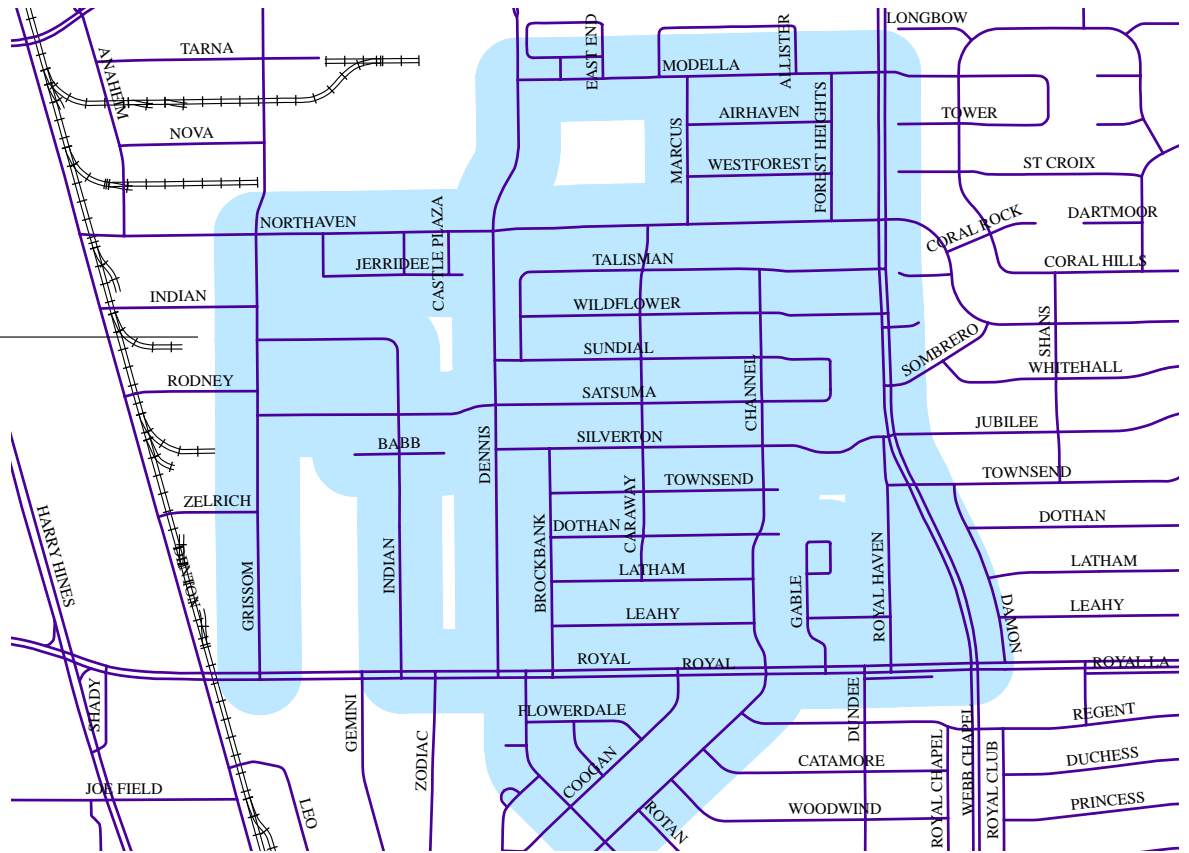 LONGBOW
TARNA
EAST END
ALLISTER
MODELLA
ANAHEIM
AIRHAVEN
TOWER
NOVA
MARCUS
FOREST HEIGHTS
WESTFOREST
ST CROIX
NORTHAVEN
CASTLE PLAZA
CORAL ROCK
DARTMOOR
JERRIDEE
TALISMAN
CORAL HILLS
INDIAN
WILDFLOWER
SHANS
SUNDIAL
SOMBRERO
RODNEY
WHITEHALL
SATSUMA
CHANNEL
JUBILEE
BABB
DENNIS
SILVERTON
TOWNSEND
TOWNSEND
ZELRICH
HARRY HINES
BROCKBANK
DOTHAN
CARAWAY
DOTHAN
DENTON
GRISSOM
INDIAN
LATHAM
GABLE
ROYAL HAVEN
LATHAM
LEAHY
LEAHY
DAMON
ROYAL
ROYAL
ROYAL LA
SHADY
GEMINI
FLOWERDALE
DUNDEE
REGENT
ZODIAC
COOGAN
CATAMORE
ROYAL CHAPEL
WEBB CHAPEL
ROYAL CLUB
DUCHESS
JOE FIELD
LEO
ROTAN
WOODWIND
PRINCESS